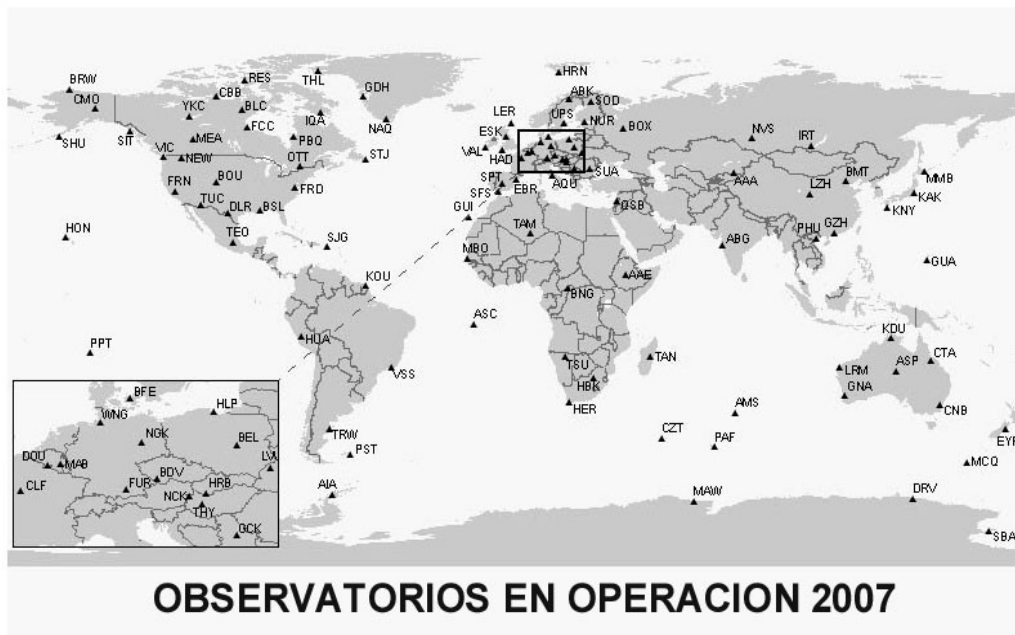 BRW
CMO
SHU
SIT
YKC
CBB
RES
BLC
FCC
MEA
VIC
NEW
THL
GDH
IQA
NAQ
PBQ
OTT
STJ
BOU
FRN
TUC
DLR
BSL
FRD
TEO
HON
SJG
KOU
HUA
VSS
PPT
TRW
PST
AIA
HRN
ABK
SOD
LER
UPS
NUR
BOX
ESK
VAL
HAD
SPT
SFS
EBR
AQU
SUA
GUI
QSB
TAM
MBO
AAE
BNG
ASC
TSU
HBK
HER
TAN
NVS
IRT
AAA
LZH
BMT
MMB
KAK
KNY
PHU
GZH
ABG
GUA
KDU
CTA
ASP
LRM
GNA
CNB
EYR
AMS
CZT
PAF
MCQ
MAW
DRV
SBA
BFE
HLP
WNG
NGK
BEL
DOU
MAB
LV
BDV
CLF
FUR
NCK
HRB
THY
GCK
OBSERVATORIOS EN OPERACION 2007